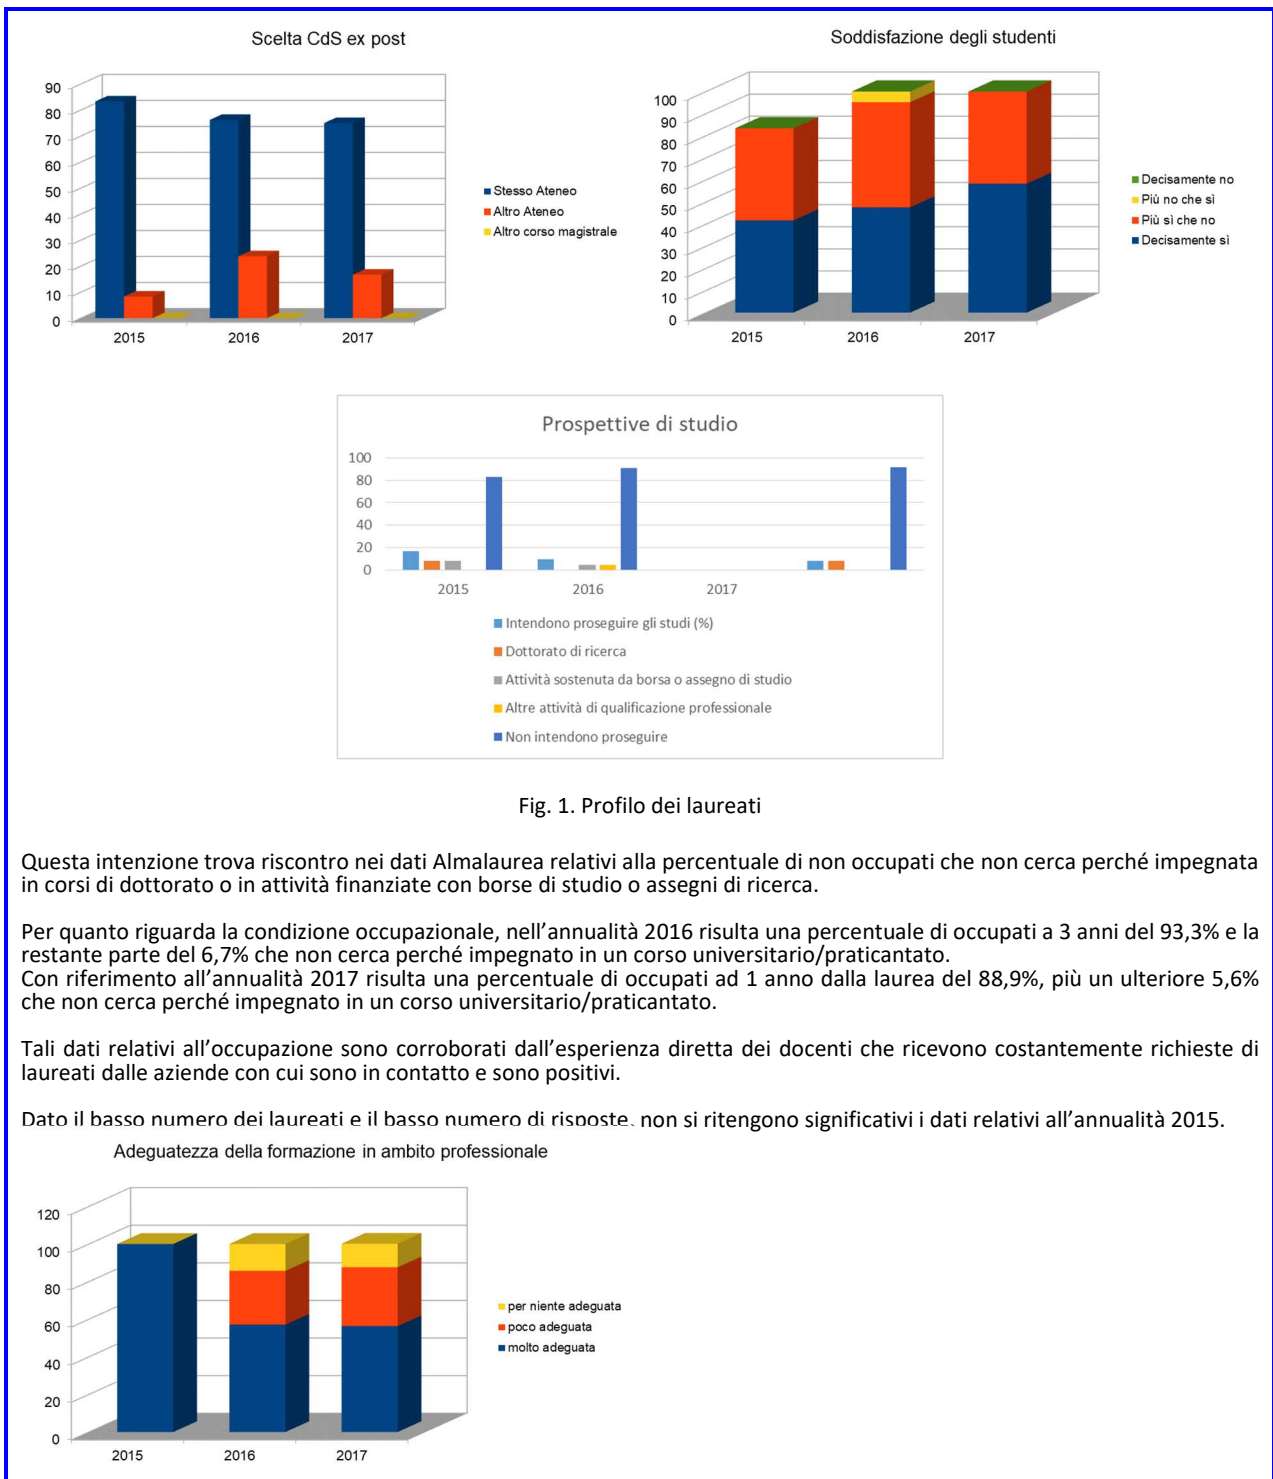 Scelta CdS ex post
90
80
70
60
50
40
30
20
10
0
2015 2016 2017
Stesso Ateneo
Altro Ateneo
Altro corso magistrale
Soddisfazione degli studenti
100
90
80
70
60
50
40
30
20
10
0
2015 2016 2017
Decisamente no
Più no che sì
Più sì che no
Decisamente sì
Prospettive di studio
100
80
60
40
20
0
2015 2016 2017
Intendono proseguire gli studi (%)
Dottorato di ricerca
Attività sostenuta da borsa o assegno di studio
Altre attività di qualificazione professionale
Non intendono proseguire
Fig. 1. Profilo dei laureati
Questa intenzione trova riscontro nei dati Almalaurea relativi alla percentuale di non occupati che non cerca perché impegnata
in corsi di dottorato o in attività finanziate con borse di studio o assegni di ricerca.
Per quanto riguarda la condizione occupazionale, nell’annualità 2016 risulta una percentuale di occupati a 3 anni del 93,3% e la
restante parte del 6,7% che non cerca perché impegnato in un corso universitario/praticantato.
Con riferimento all’annualità 2017 risulta una percentuale di occupati ad 1 anno dalla laurea del 88,9%, più un ulteriore 5,6%
che non cerca perché impegnato in un corso universitario/praticantato.
Tali dati relativi all’occupazione sono corroborati dall’esperienza diretta dei docenti che ricevono costantemente richieste di
laureati dalle aziende con cui sono in contatto e sono positivi.
Dato il basso numero dei laureati e il basso numero di risposte, non si ritengono significativi i dati relativi all’annualità 2015.
Adeguatezza della formazione in ambito professionale
120
100
80
60
40
20
0
2015 2016 2017
per niente adeguata
poco adeguata
molto adeguata